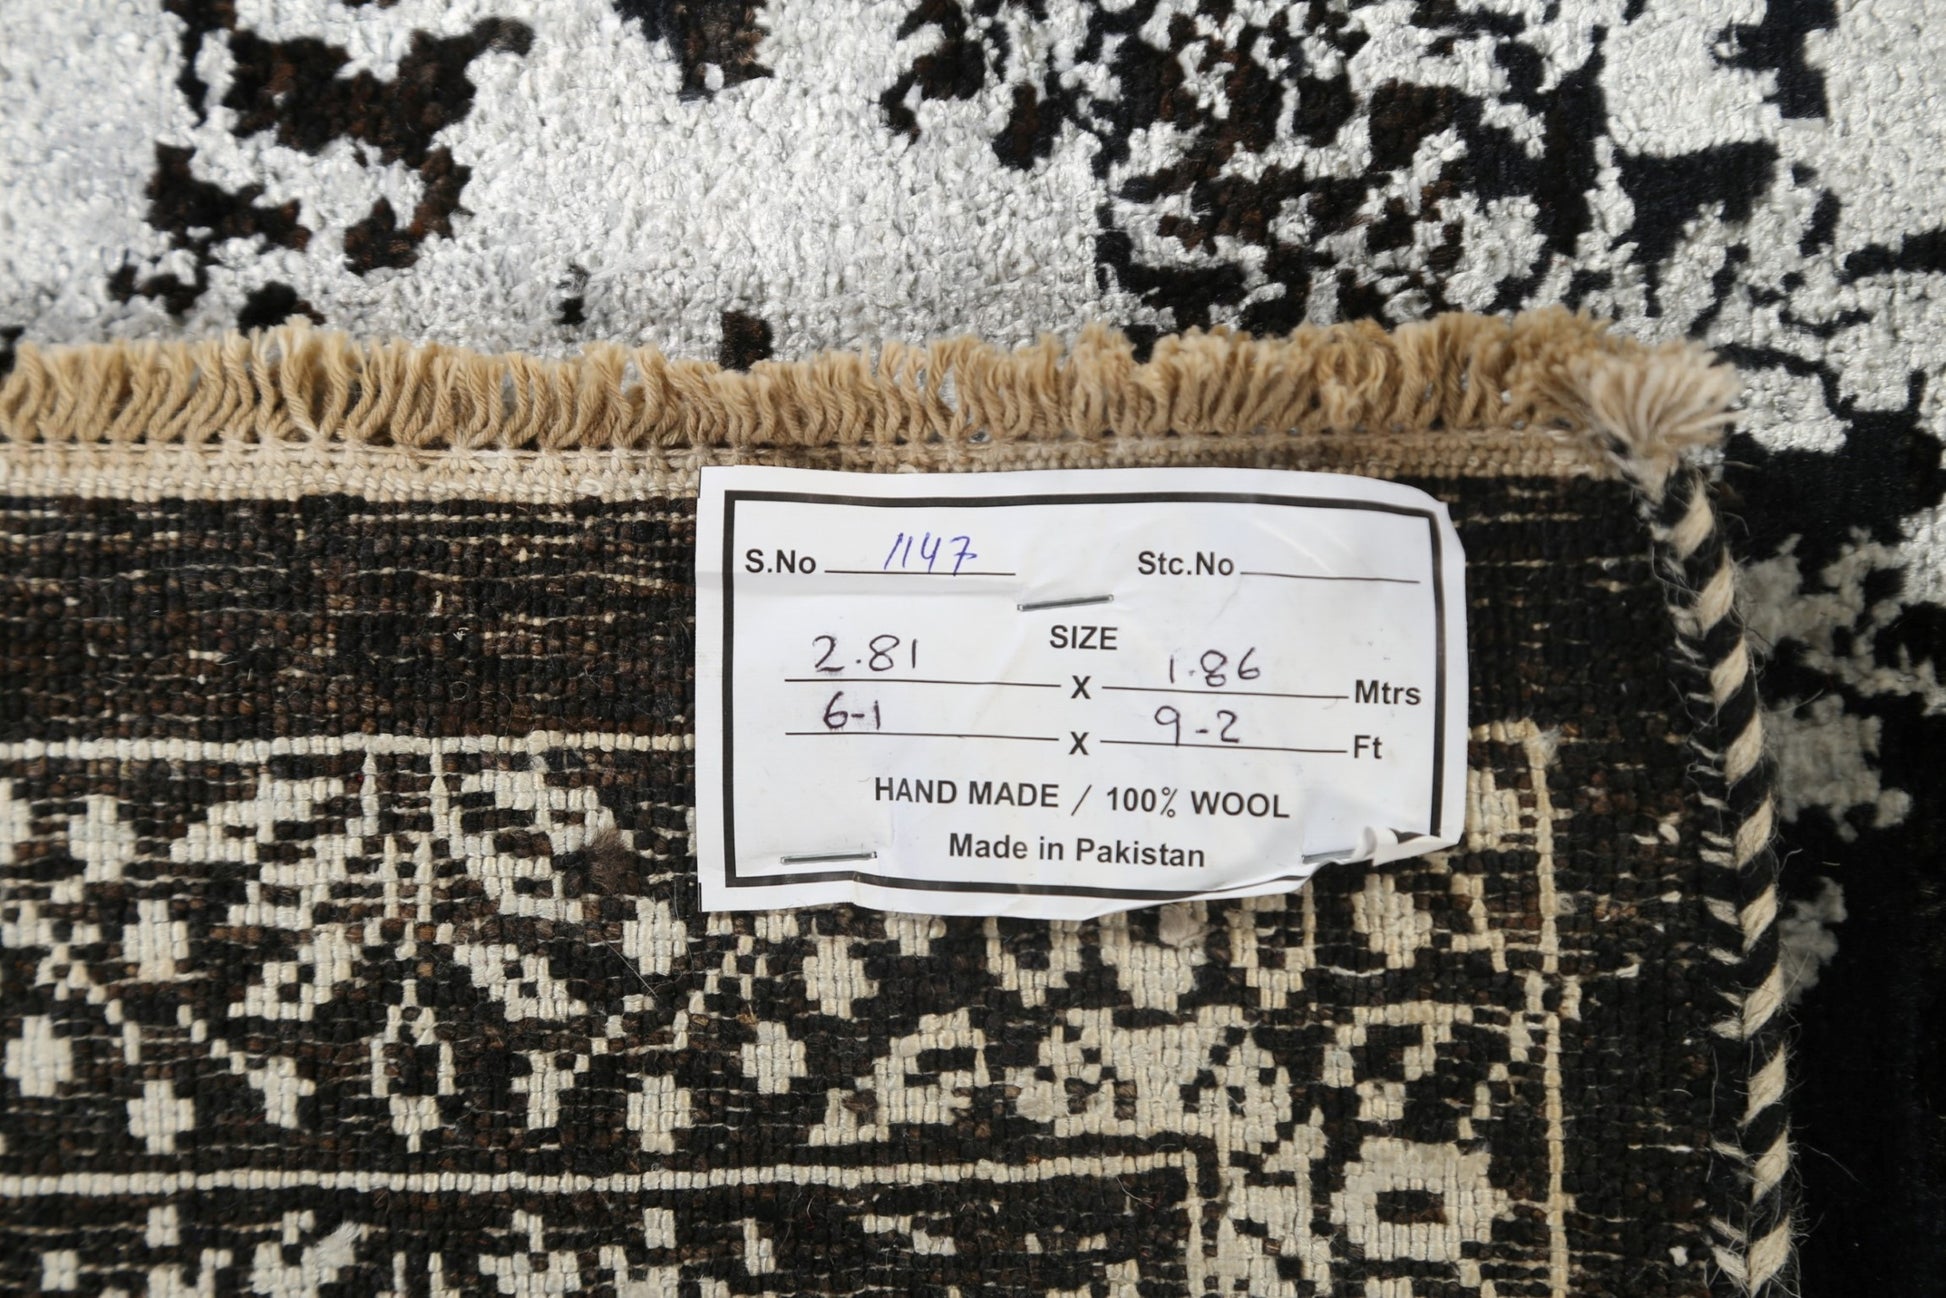 S.No 1147 Stc.No
SIZE
2.81 X 1.86 Mtrs
6-1 X 9-2 Ft
HAND MADE / 100% WOOL
Made in Pakistan